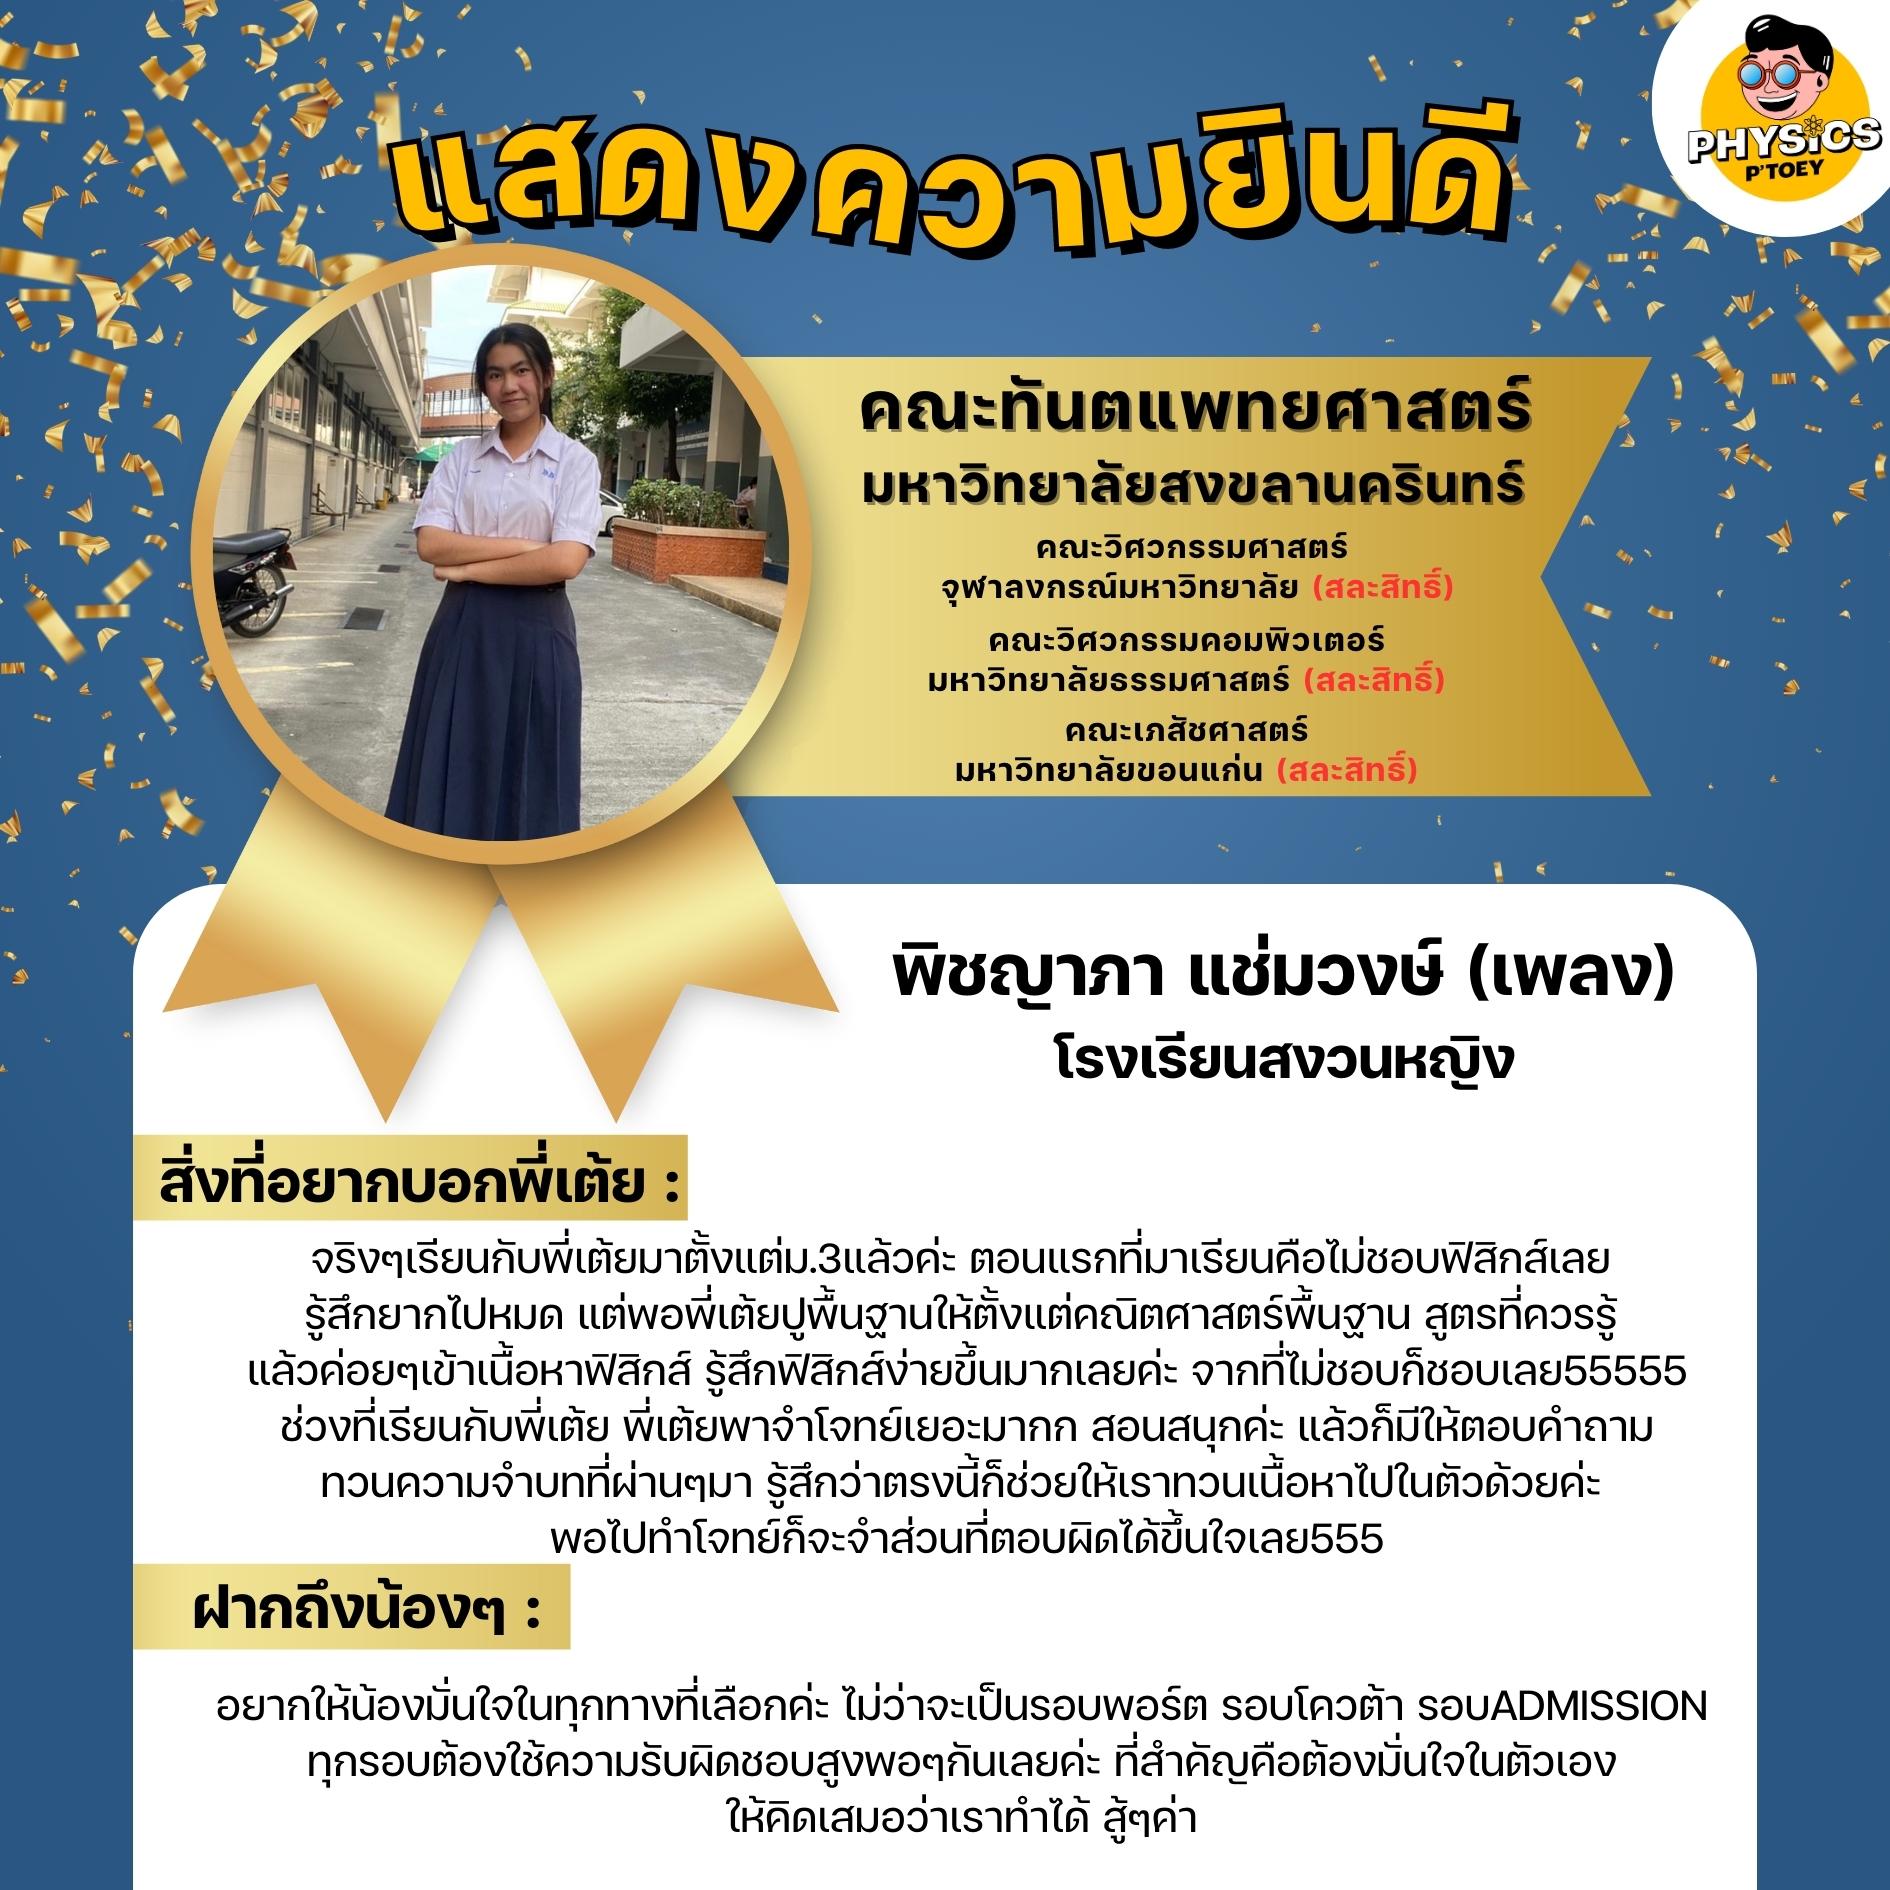 แสดงความยินดี
PHYSICS
P'TOEY
คณะทันตแพทยศาสตร์
มหาวิทยาลัยสงขลานครินทร์
คณะวิศวกรรมศาสตร์
จุฬาลงกรณ์มหาวิทยาลัย (สละสิทธิ์)
คณะวิศวกรรมคอมพิวเตอร์
มหาวิทยาลัยธรรมศาสตร์ (สละสิทธิ์)
คณะเภสัชศาสตร์
มหาวิทยาลัยขอนแก่น (สละสิทธิ์)
พิชญาภา แช่มวงษ์ (เพลง)
โรงเรียนสงวนหญิง
สิ่งที่อยากบอกพี่เต้ย :
จริงๆเรียนกับพี่เต้ยมาตั้งแต่ม.3แล้วค่ะ ตอนแรกที่มาเรียนคือไม่ชอบฟิสิกส์เลย
รู้สึกยากไปหมด แต่พอพี่เต้ยปูพื้นฐานให้ตั้งแต่คณิตศาสตร์พื้นฐาน สูตรที่ควรรู้
แล้วค่อยๆเข้าเนื้อหาฟิสิกส์ รู้สึกฟิสิกส์ง่ายขึ้นมากเลยค่ะ จากที่ไม่ชอบก็ชอบเลย55555
ช่วงที่เรียนกับพี่เต้ย พี่เต้ยพาจำโจทย์เยอะมากก สอนสนุกค่ะ แล้วก็มีให้ตอบคำถาม
ทวนความจำบทที่ผ่านๆมา รู้สึกว่าตรงนี้ก็ช่วยให้เราทวนเนื้อหาไปในตัวด้วยค่ะ
พอไปทำโจทย์ก็จะจำส่วนที่ตอบผิดได้ขึ้นใจเลย555
ฝากถึงน้องๆ :
อยากให้น้องมั่นใจในทุกทางที่เลือกค่ะ ไม่ว่าจะเป็นรอบพอร์ต รอบโควต้า รอบADMISSION
ทุกรอบต้องใช้ความรับผิดชอบสูงพอๆกันเลยค่ะ ที่สำคัญคือต้องมั่นใจในตัวเอง
ให้คิดเสมอว่าเราทำได้ สู้ๆค่า